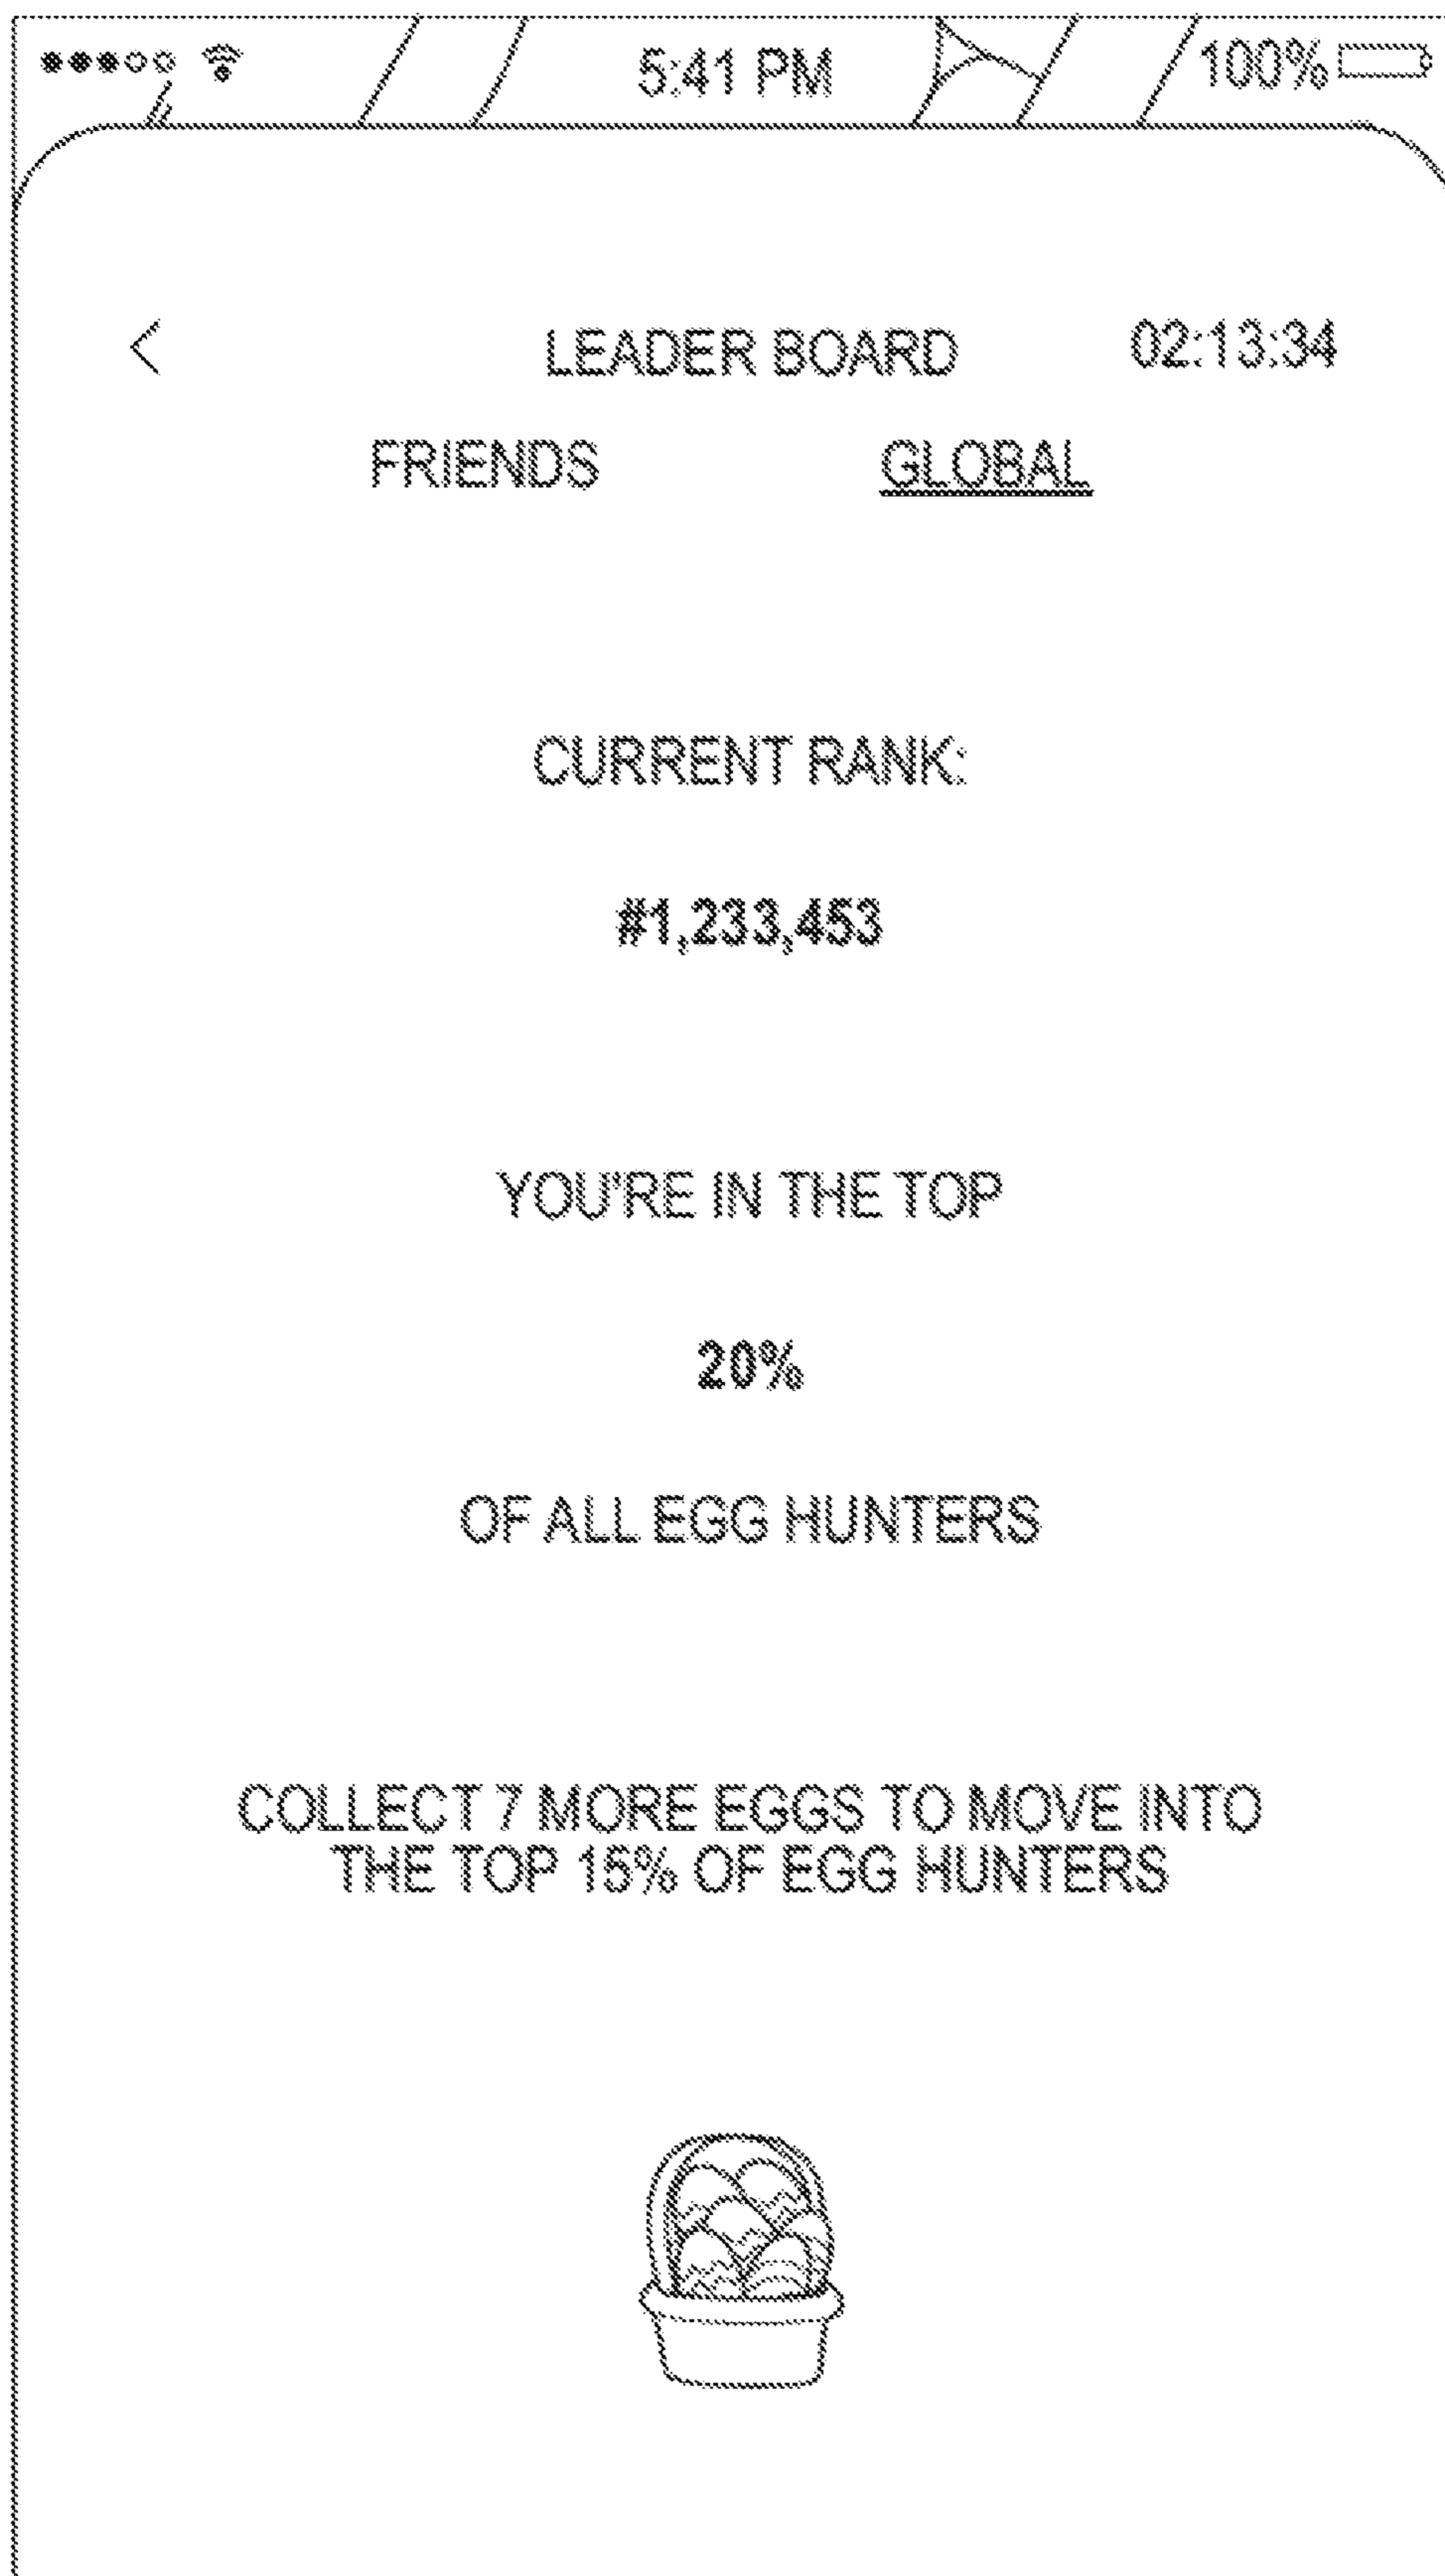 5:41 PM 100%
< LEADER BOARD 02:13:34
FRIENDS GLOBAL
CURRENT RANK:
#1,233,453
YOU'RE IN THE TOP
20%
OF ALL EGG HUNTERS
COLLECT 7 MORE EGGS TO MOVE INTO
THE TOP 15% OF EGG HUNTERS